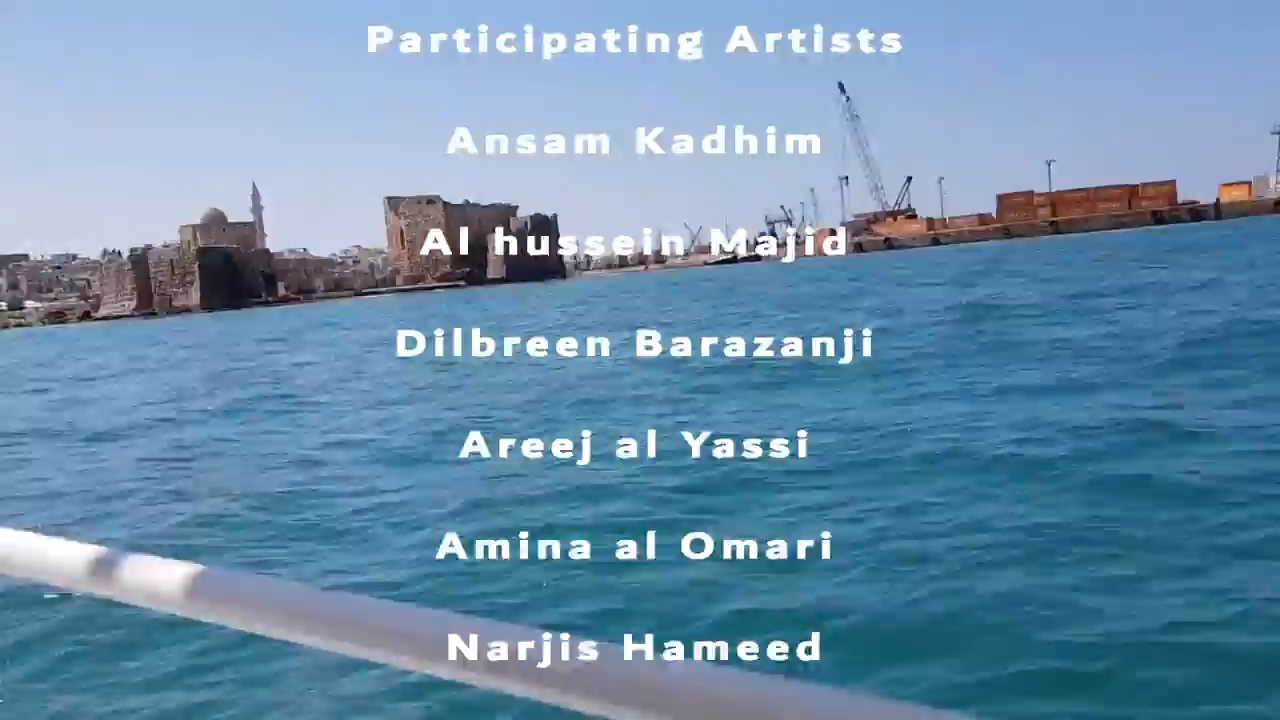 Participating Artists
Ansam Kadhim
Al hussein Majid
Dilbreen Barazanji
Areej al Yassi
Amina al Omari
Narjis Hameed